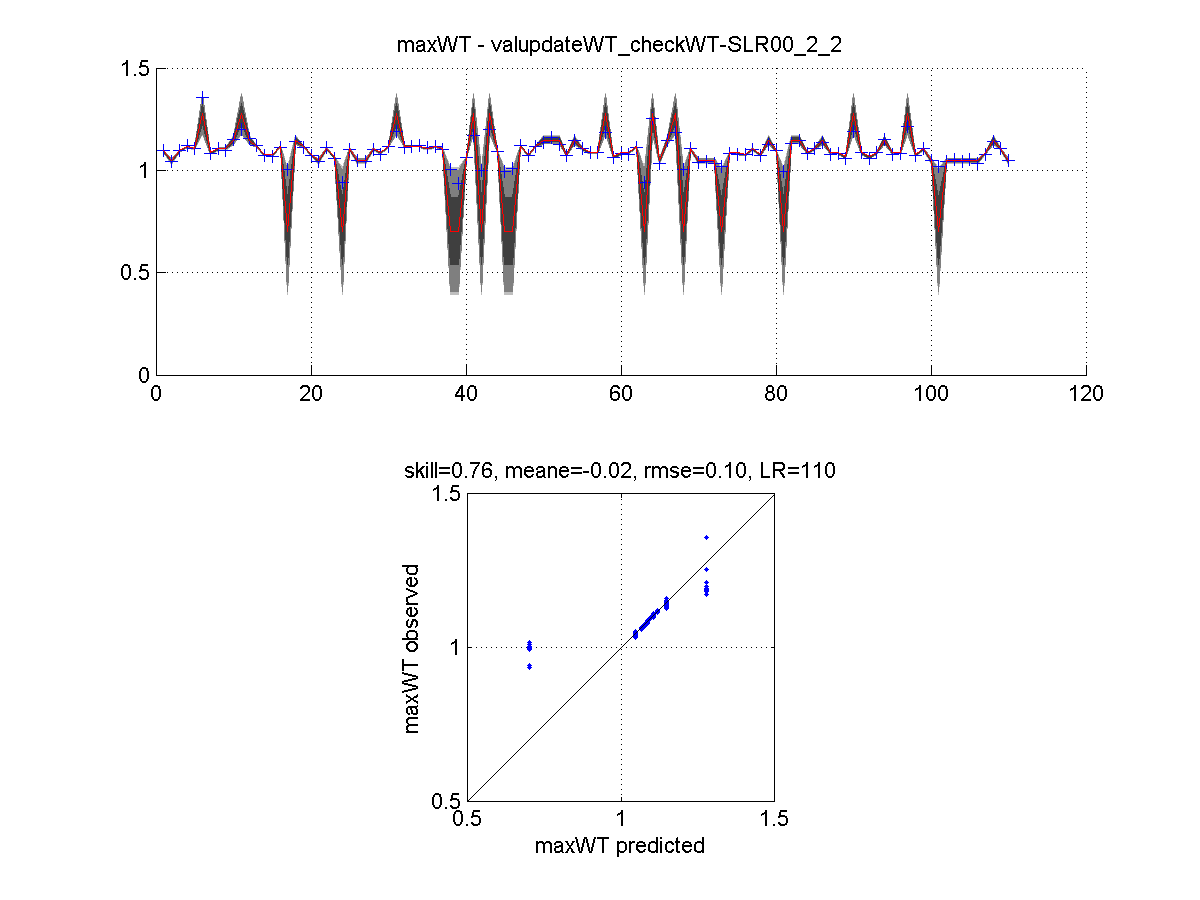 maxWT - valupdateWT_checkWT-SLR00_2_2
1.5
1
0.5
0
0 20 40 60 80 100 120
skill=0.76, meane=-0.02, rmse=0.10, LR=110
1.5
maxWT observed
1
0.5
0.5 1 1.5
maxWT predicted